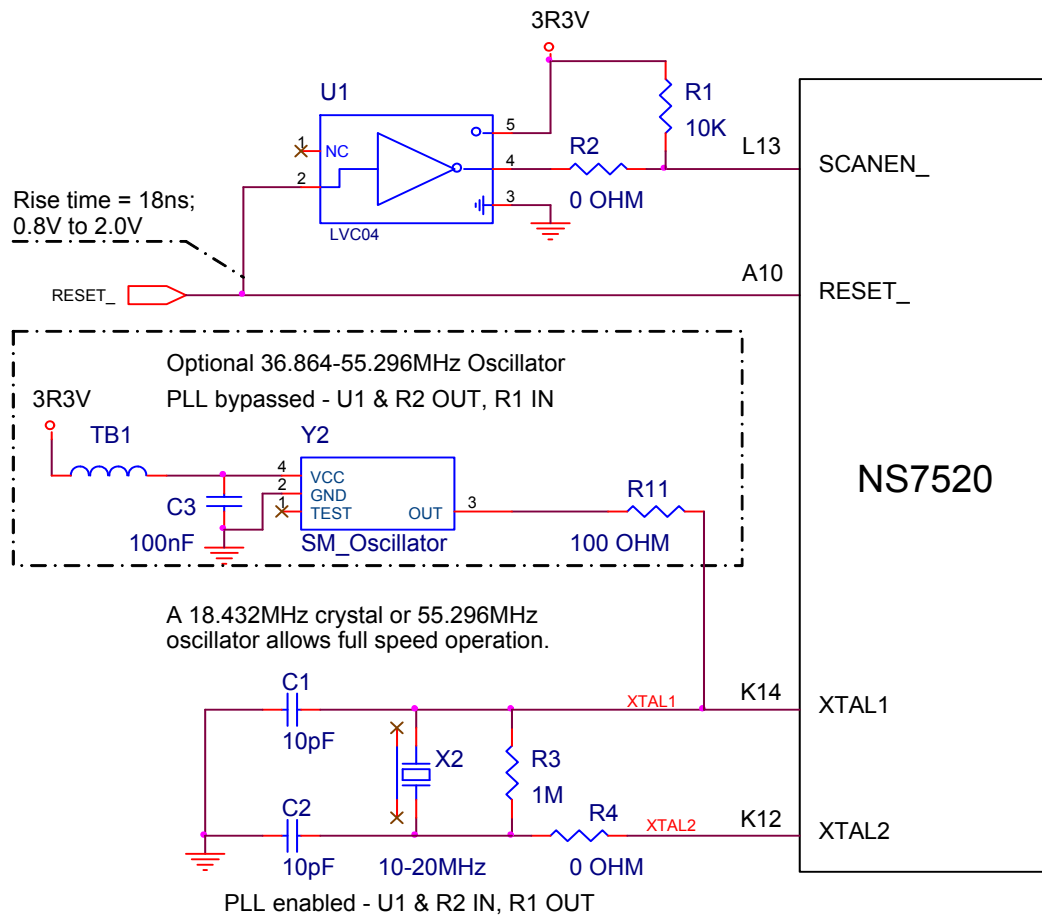 3R3V
U1
R1
10K
5
1
NC
R2
4
L13
SCANEN_
2
0 OHM
3
Rise time = 18ns;
0.8V to 2.0V
LVC04
A10
RESET_
RESET_
Optional 36.864-55.296MHz Oscillator
PLL bypassed - U1 & R2 OUT, R1 IN
3R3V
TB1
Y2
4
VCC
2
GND
1
TEST
OUT
3
R11
NS7520
C3
100nF
SM_Oscillator
100 OHM
A 18.432MHz crystal or 55.296MHz
oscillator allows full speed operation.
C1
XTAL1
K14
XTAL1
10pF
X2
R3
1M
C2
R4
XTAL2
K12
XTAL2
10pF
10-20MHz
0 OHM
PLL enabled - U1 & R2 IN, R1 OUT